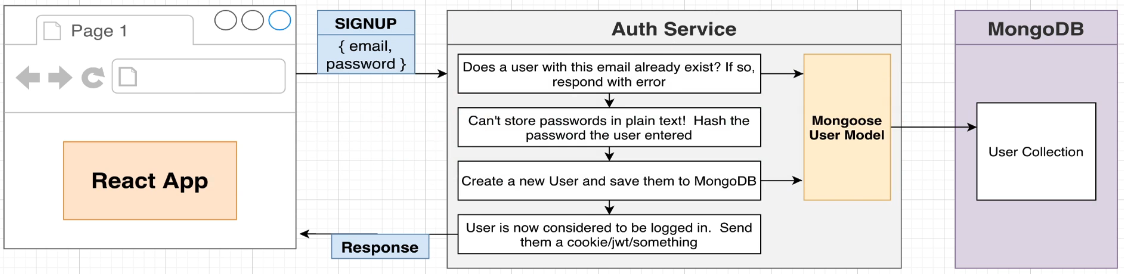 Page 1
React App
SIGNUP
{ email,
password }
Response
Auth Service
Does a user with this email already exist? If so,
respond with error
Can't store passwords in plain text! Hash the
password the user entered
Create a new User and save them to MongoDB
User is now considered to be logged in. Send
them a cookie/jwt/something
Mongoose
User Model
MongoDB
User Collection